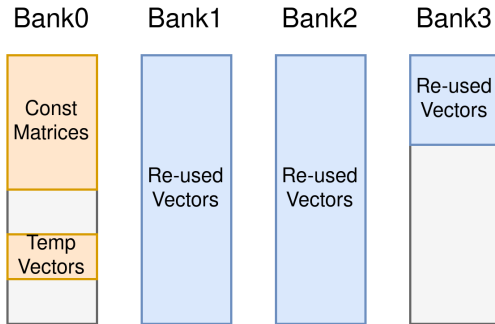 Bank0 Bank1 Bank2 Bank3
Const
Matrices
Temp
Vectors
Re-used
Vectors
Re-used
Vectors
Re-used
Vectors